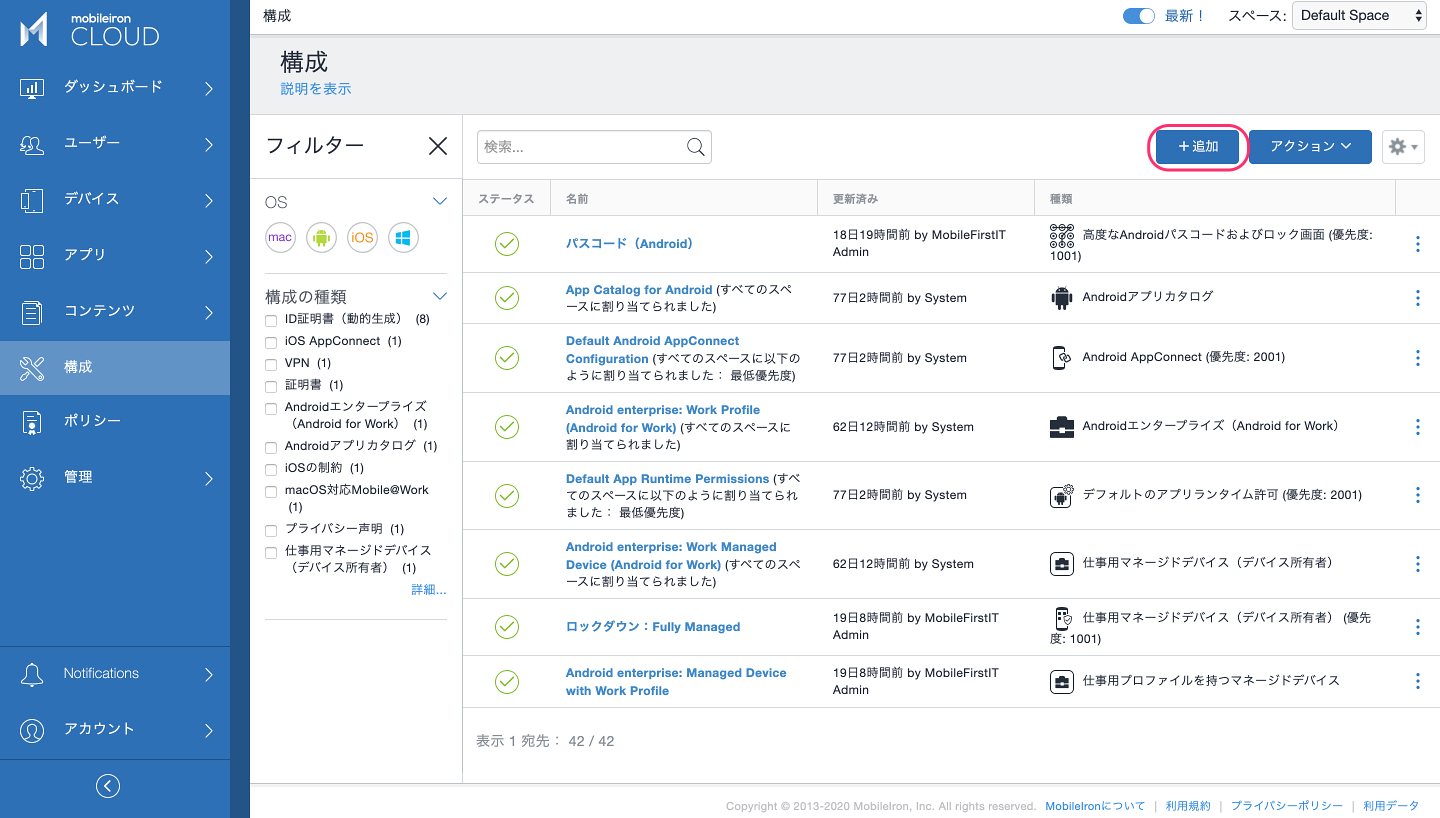 mobileiron
CLOUD
ダッシュボード
ユーザー
デバイス
アプリ
コンテンツ
構成
ポリシー
管理
Notifications
アカウント
構成
最新！
スペース:
Default Space
構成
説明を表示
フィルター
OS
mac
iOS
構成の種類
ID証明書（動的生成） (8)
iOS AppConnect (1)
VPN (1)
証明書 (1)
Androidエンタープライズ
（Android for Work） (1)
Androidアプリカタログ (1)
iOSの制約 (1)
macOS対応Mobile@Work
(1)
プライバシー声明 (1)
仕事用マネージドデバイス
（デバイス所有者） (1)
詳細...
検索...
＋追加
アクション
ステータス
名前
更新済み
種類
パスコード（Android）
18日19時間前 by MobileFirstIT
Admin
高度なAndroidパスコードおよびロック画面 (優先度:
1001)
App Catalog for Android (すべてのスペ
ースに割り当てられました)
77日2時間前 by System
Androidアプリカタログ
Default Android AppConnect
Configuration (すべてのスペースに以下の
ように割り当てられました： 最低優先度)
77日2時間前 by System
Android AppConnect (優先度: 2001)
Android enterprise: Work Profile
(Android for Work) (すべてのスペースに
割り当てられました)
62日12時間前 by System
Androidエンタープライズ（Android for Work）
Default App Runtime Permissions (すべ
てのスペースに以下のように割り当てられ
ました： 最低優先度)
77日2時間前 by System
デフォルトのアプリランタイム許可 (優先度: 2001)
Android enterprise: Work Managed
Device (Android for Work) (すべてのスペ
ースに割り当てられました)
62日12時間前 by System
仕事用マネージドデバイス（デバイス所有者）
ロックダウン：Fully Managed
19日8時間前 by MobileFirstIT
Admin
仕事用マネージドデバイス（デバイス所有者） (優先
度: 1001)
Android enterprise: Managed Device
with Work Profile
19日8時間前 by MobileFirstIT
Admin
仕事用プロファイルを持つマネージドデバイス
表示 1 宛先： 42 / 42
Copyright © 2013-2020 MobileIron, Inc. All rights reserved. MobileIronについて | 利用規約 | プライバシーポリシー | 利用データ